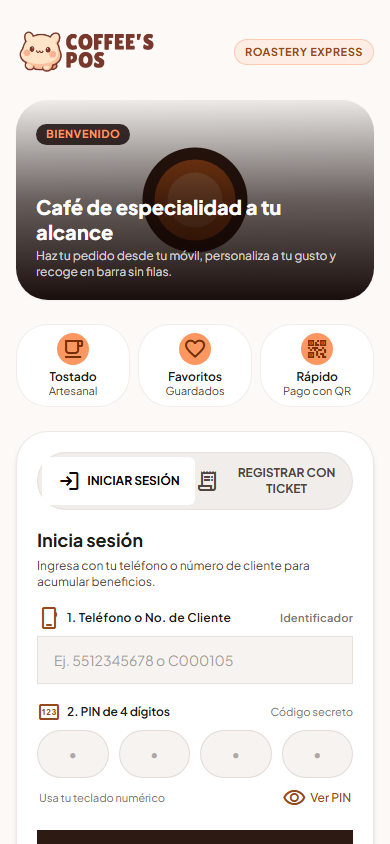 COFFEE'S
POS
ROASTERY EXPRESS
BIENVENIDO
Café de especialidad a tu
alcance
Haz tu pedido desde tu móvil, personaliza a tu gusto y
recoge en barra sin filas.
Tostado
Artesanal
Favoritos
Guardados
Rápido
Pago con QR
INICIAR SESIÓN
REGISTRAR CON
TICKET
Inicia sesión
Ingresa con tu teléfono o número de cliente para
acumular beneficios.
1. Teléfono o No. de Cliente
Identificador
Ej. 5512345678 o C000105
123
2. PIN de 4 dígitos
Código secreto
Usa tu teclado numérico
Ver PIN